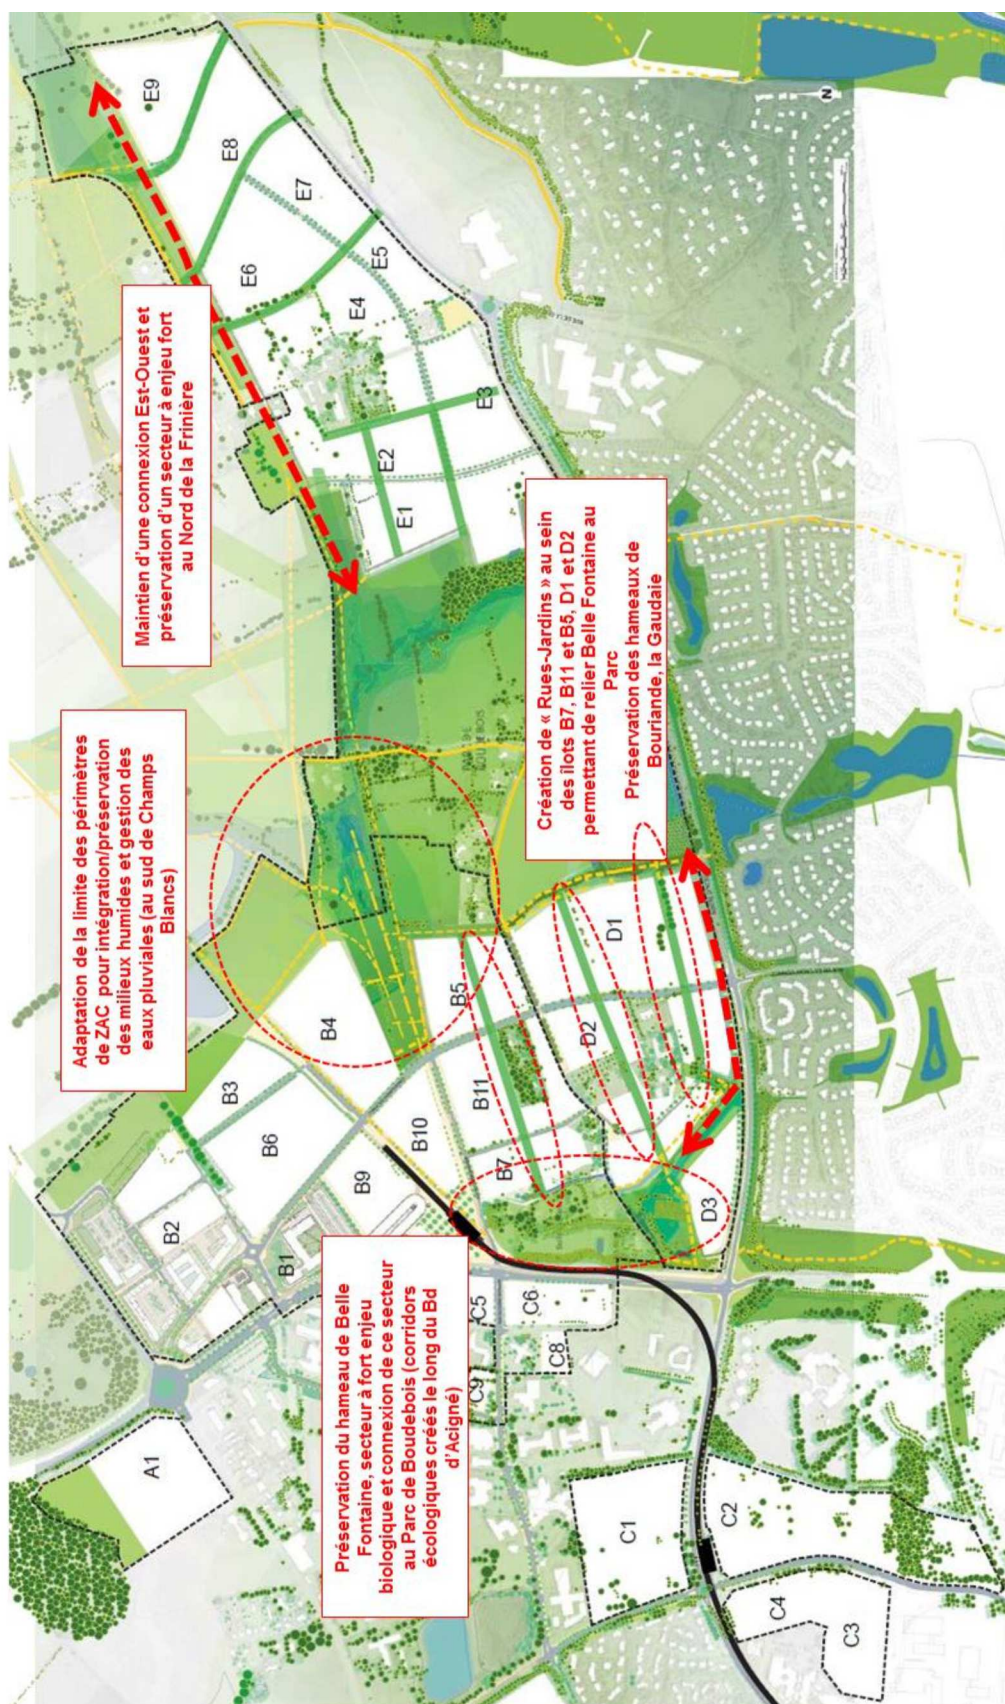 Maintien d'une connexion Est-Ouest et
préservation d'un secteur à enjeu fort
au Nord de la Frinière
Adaptation de la limite des périmètres
de ZAC pour intégration/préservation
des milieux humides et gestion des
eaux pluviales (au sud de Champs
Blancs)
Création de « Rues-Jardins » au sein
des îlots B7, B11 et B5, D1 et D2
permettant de relier Belle Fontaine au
Parc
Préservation des hameaux de
Bouriande, la Gaudaie
Préservation du hameau de Belle
Fontaine, secteur à fort enjeu
biologique et connexion de ce secteur
au Parc de Boudebois (corridors
écologiques créés le long du Bd
d'Acigné)
A1
B1
B2
B3
B4
B5
B6
B7
B9
B10
B11
C1
C2
C3
C4
C5
C6
C8
C9
D1
D2
D3
E1
E2
E3
E4
E5
E6
E7
E8
E9
N